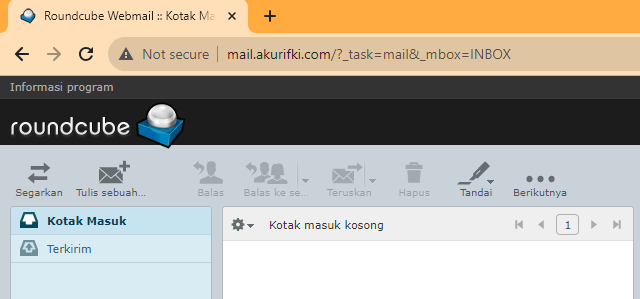 Roundcube Webmail :: Kotak Ma
Not secure mail.akurifki.com/?_task=mail&_mbox=INBOX
Informasi program
roundcube
Segarkan Tulis sebuah... Balas Balas ke se... Teruskan Hapus Tandai Berikutnya
Kotak Masuk
Kotak masuk kosong 1
Terkirim